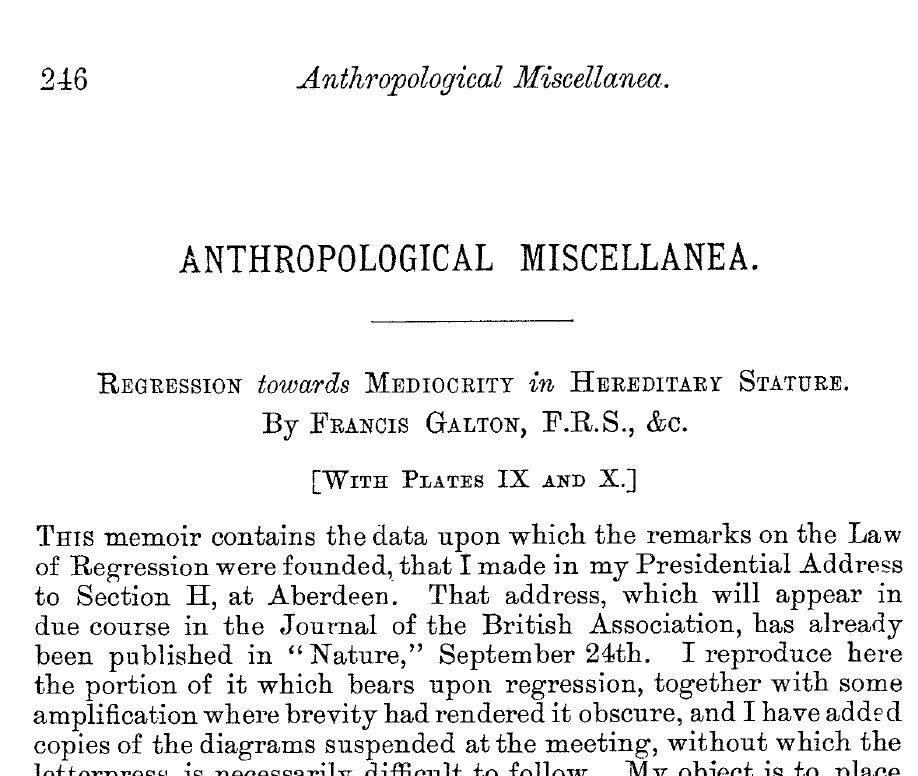 246 Anthropological Miscellanea.
ANTHROPOLOGICAL MISCELLANEA.
REGRESSION towards MEDIOCRITY in HEREDITARY STATURE.
By FRANCIS GALTON, F.R.S., &c.
[WITH PLATES IX AND X.]
THIS memoir contains the data upon which the remarks on the Law
of Regression were founded, that I made in my Presidential Address
to Section H, at Aberdeen. That address, which will appear in
due course in the Journal of the British Association, has already
been published in “Nature,” September 24th. I reproduce here
the portion of it which bears upon regression, together with some
amplification where brevity had rendered it obscure, and I have added
copies of the diagrams suspended at the meeting, without which the
letterpress is necessarily difficult to follow. My object is to place